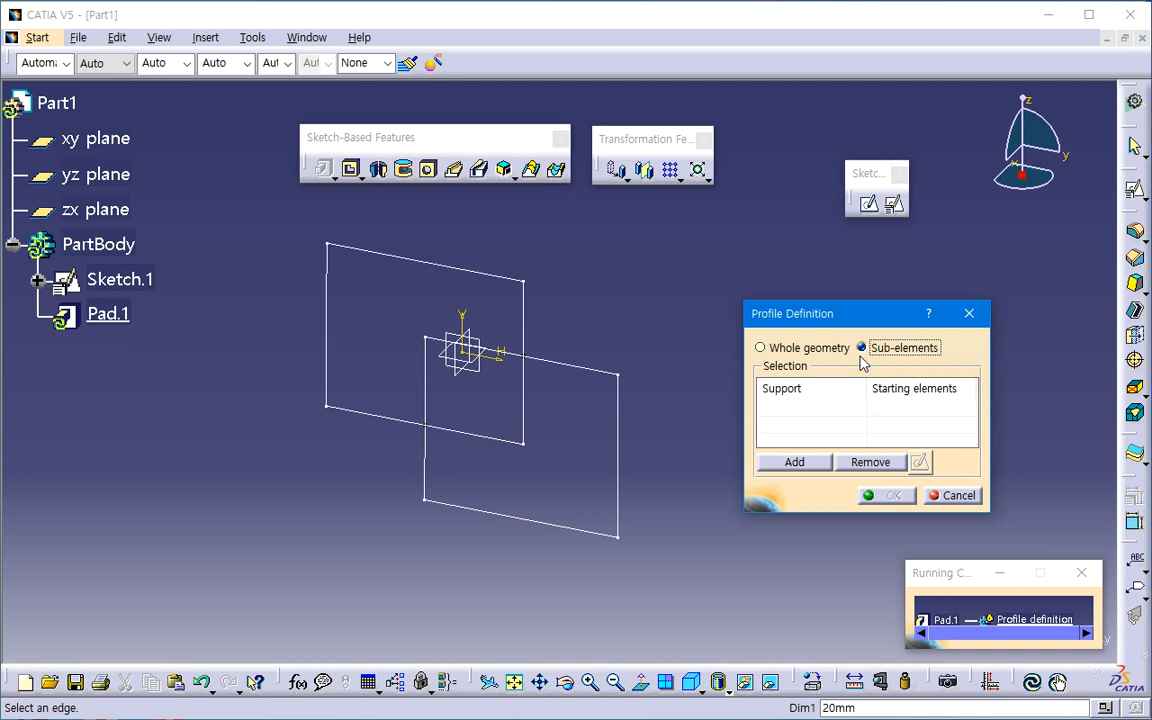 CATIA V5 - [Part1]
Start File Edit View Insert Tools Window Help
Auto Auto Auto None
Part1
xy plane
yz plane
zx plane
PartBody
Sketch.1
Pad.1
Sketch-Based Features
Transformation Fe...
Sketc...
z
y
x
Y
H
Profile Definition ?
Whole geometry Sub-elements
Selection
Support Starting elements
Add Remove
OK Cancel
Running C...
Pad.1 Profile definition
ABC
f(x)
CATIA
Select an edge.
Dim1 20mm